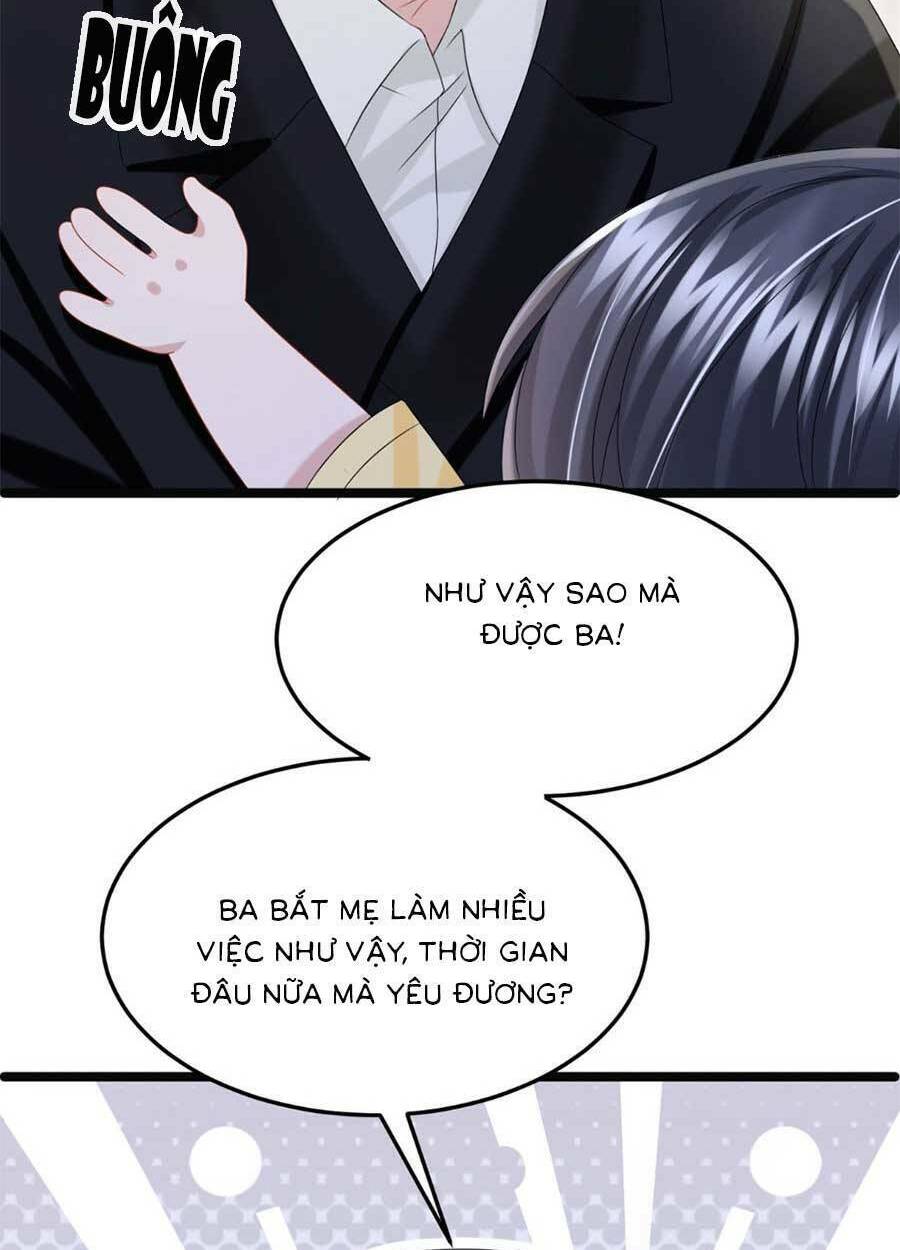 BUÔNG
NHƯ VẬY SAO MÀ
ĐƯỢC BA!
BA BẮT MẸ LÀM NHIỀU
VIỆC NHƯ VẬY, THỜI GIAN
ĐÂU NỮA MÀ YÊU ĐƯƠNG?